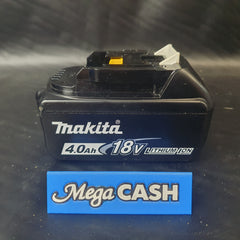 makita
4.0Ah 18V LITHIUM-ION
Mega CASH